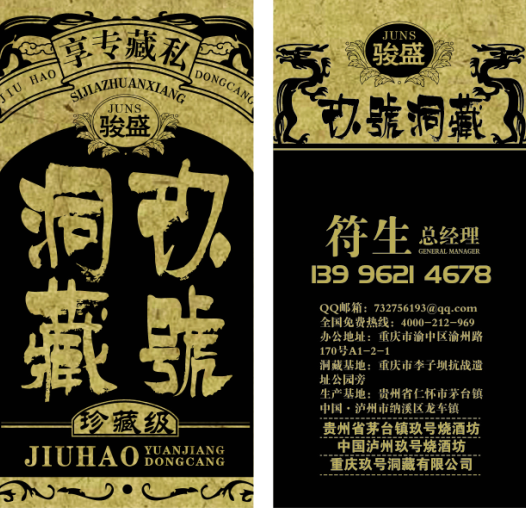 享专藏私
JIU HAO
DONGCANG
SIJIAZHUANXIANG
JUNS
骏盛
洞玖
藏號
珍藏级
JIUHAO YUANJIANG
DONGCANG
JUNS
骏盛
玖號洞藏
符生 总经理
GENERAL MANAGER
139 9621 4678
QQ邮箱：732756193@qq.com
全国免费热线：4000-212-969
办公地址：重庆市渝中区渝州路
170号A1-2-1
洞藏基地：重庆市李子坝抗战遗
址公园旁
生产基地：贵州省仁怀市茅台镇
中国·泸州市纳溪区龙车镇
贵州省茅台镇玖号烧酒坊
中国泸州玖号烧酒坊
重庆玖号洞藏有限公司